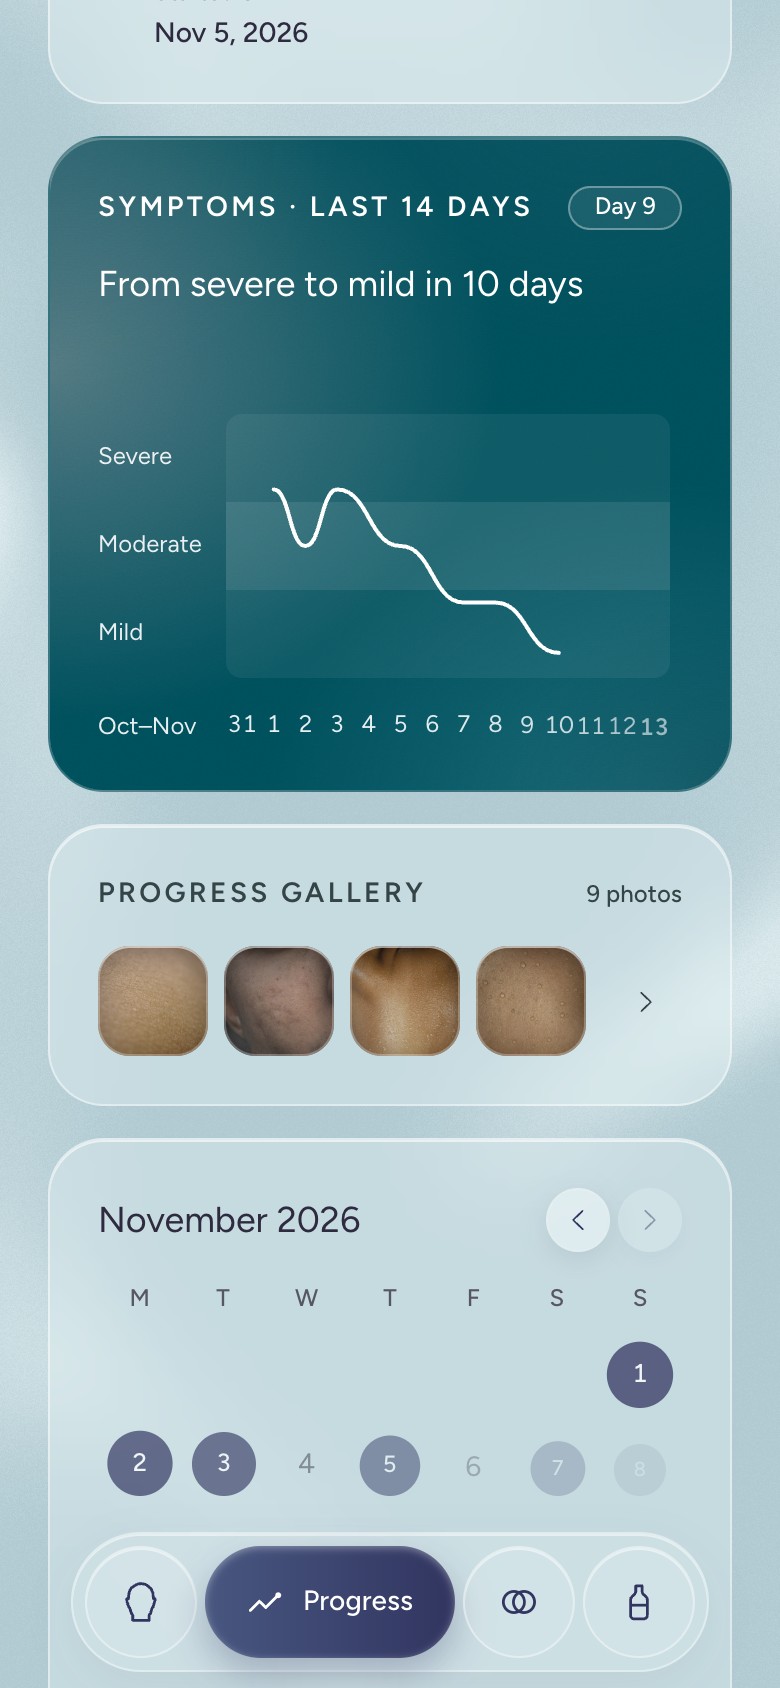 Nov 5, 2026
SYMPTOMS · LAST 14 DAYS
Day 9
From severe to mild in 10 days
Severe
Moderate
Mild
Oct–Nov 31 1 2 3 4 5 6 7 8 9 10 11 12 13
PROGRESS GALLERY
9 photos
November 2026
M T W T F S S
1
2 3 4 5 6 7 8
Progress